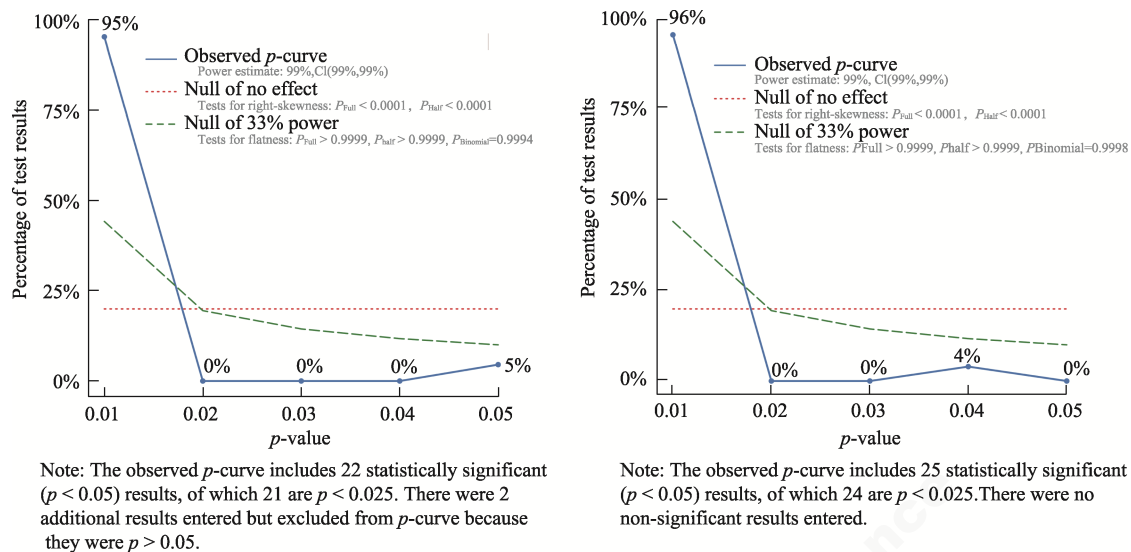 100%
75%
50%
25%
0%
Percentage of test results
95%
Observed p-curve
Power estimate: 99%,CI(99%,99%)
Null of no effect
Tests for right-skewness: PFull < 0.0001 , PHalf < 0.0001
Null of 33% power
Tests for flatness: PFull > 0.9999, Phalf > 0.9999, PBinomial=0.9994
0%
0%
0%
5%
0.01
0.02
0.03
0.04
0.05
p-value
Note: The observed p-curve includes 22 statistically significant
(p < 0.05) results, of which 21 are p < 0.025. There were 2
additional results entered but excluded from p-curve because
they were p > 0.05.
100%
75%
50%
25%
0%
Percentage of test results
96%
Observed p-curve
Power estimate: 99%, CI(99%,99%)
Null of no effect
Tests for right-skewness: PFull < 0.0001, PHalf < 0.0001
Null of 33% power
Tests for flatness: PFull > 0.9999, Phalf > 0.9999, PBinomial=0.9998
0%
0%
4%
0%
0.01
0.02
0.03
0.04
0.05
p-value
Note: The observed p-curve includes 25 statistically significant
(p < 0.05) results, of which 24 are p < 0.025.There were no
non-significant results entered.